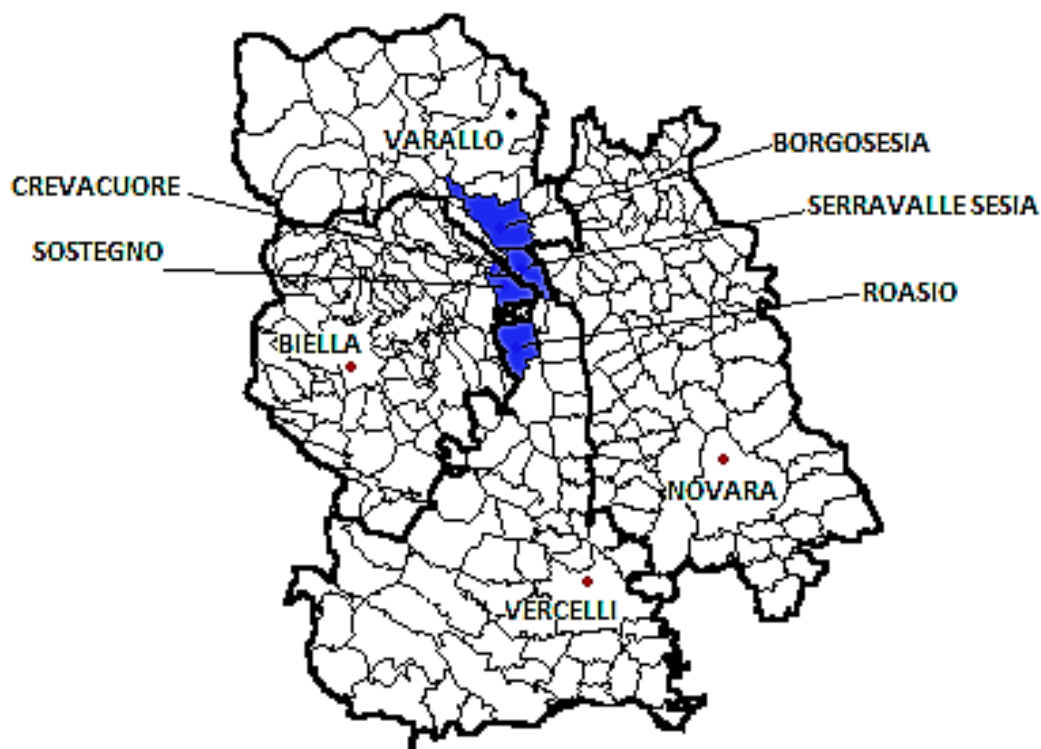 VARALLO
BORGOSESIA
CREVACUORE
SERRAVALLE SESIA
SOSTEGNO
ROASIO
BIELLA
NOVARA
VERCELLI